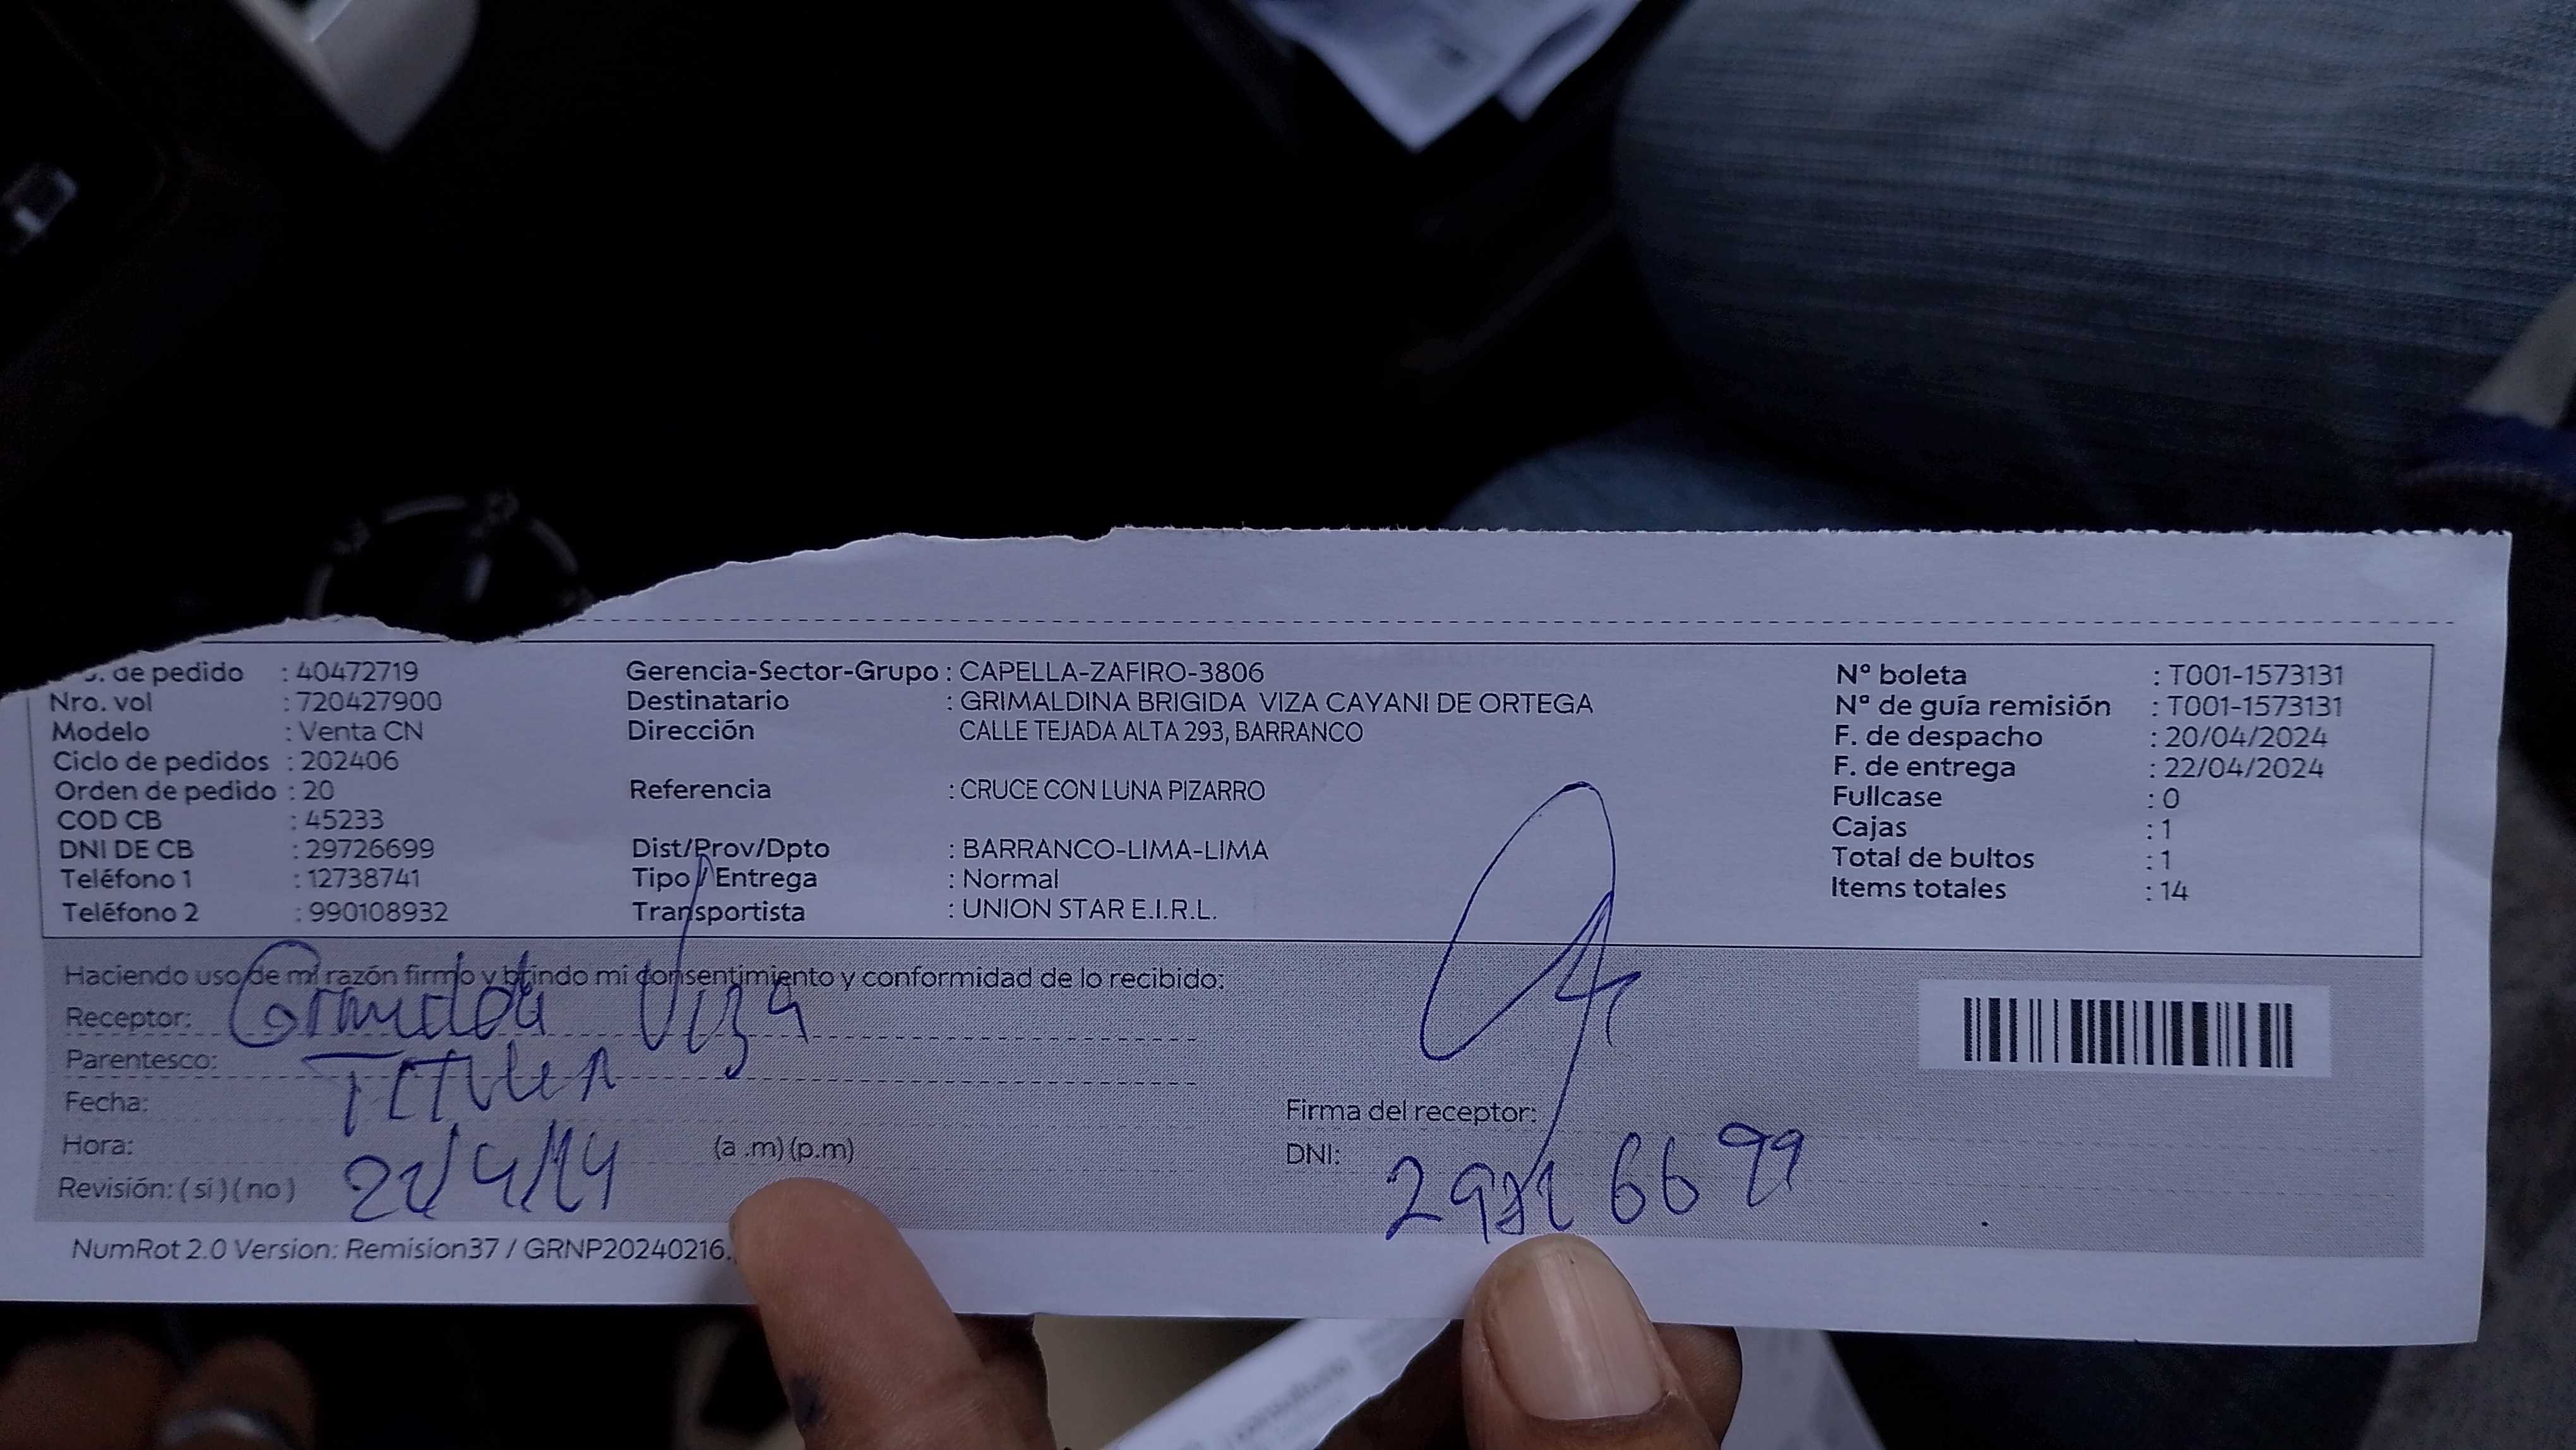 de pedido : 40472719
Nro. vol : 720427900
Modelo : Venta CN
Ciclo de pedidos : 202406
Orden de pedido : 20
COD CB : 45233
DNI DE CB : 29726699
Teléfono 1 : 12738741
Teléfono 2 : 990108932
Gerencia-Sector-Grupo : CAPELLA-ZAFIRO-3806
Destinatario : GRIMALDINA BRIGIDA VIZA CAYANI DE ORTEGA
Dirección CALLE TEJADA ALTA 293, BARRANCO
Referencia : CRUCE CON LUNA PIZARRO
Dist/Prov/Dpto : BARRANCO-LIMA-LIMA
Tipo / Entrega : Normal
Transportista : UNION STAR E.I.R.L.
Nº boleta : T001-1573131
Nº de guía remisión : T001-1573131
F. de despacho : 20/04/2024
F. de entrega : 22/04/2024
Fullcase : 0
Cajas : 1
Total de bultos : 1
Items totales : 14
Haciendo uso de mi razón firmo y brindo mi consentimiento y conformidad de lo recibido:
Receptor: Viza
Parentesco:
Titular
Fecha:
Hora: (a .m) (p.m)
Revisión: ( si ) ( no )
Firma del receptor:
DNI:
NumRot 2.0 Version: Remision37 / GRNP20240216.